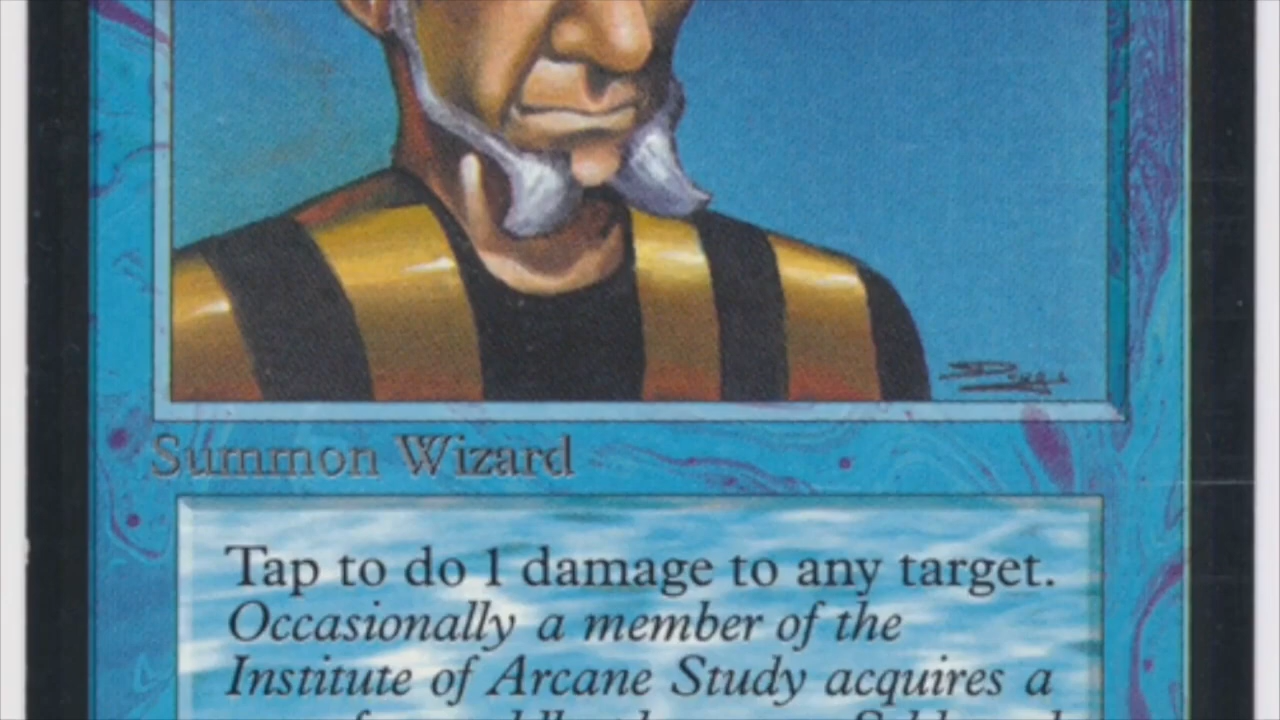 Summon Wizard
Tap to do 1 damage to any target.
Occasionally a member of the
Institute of Arcane Study acquires a